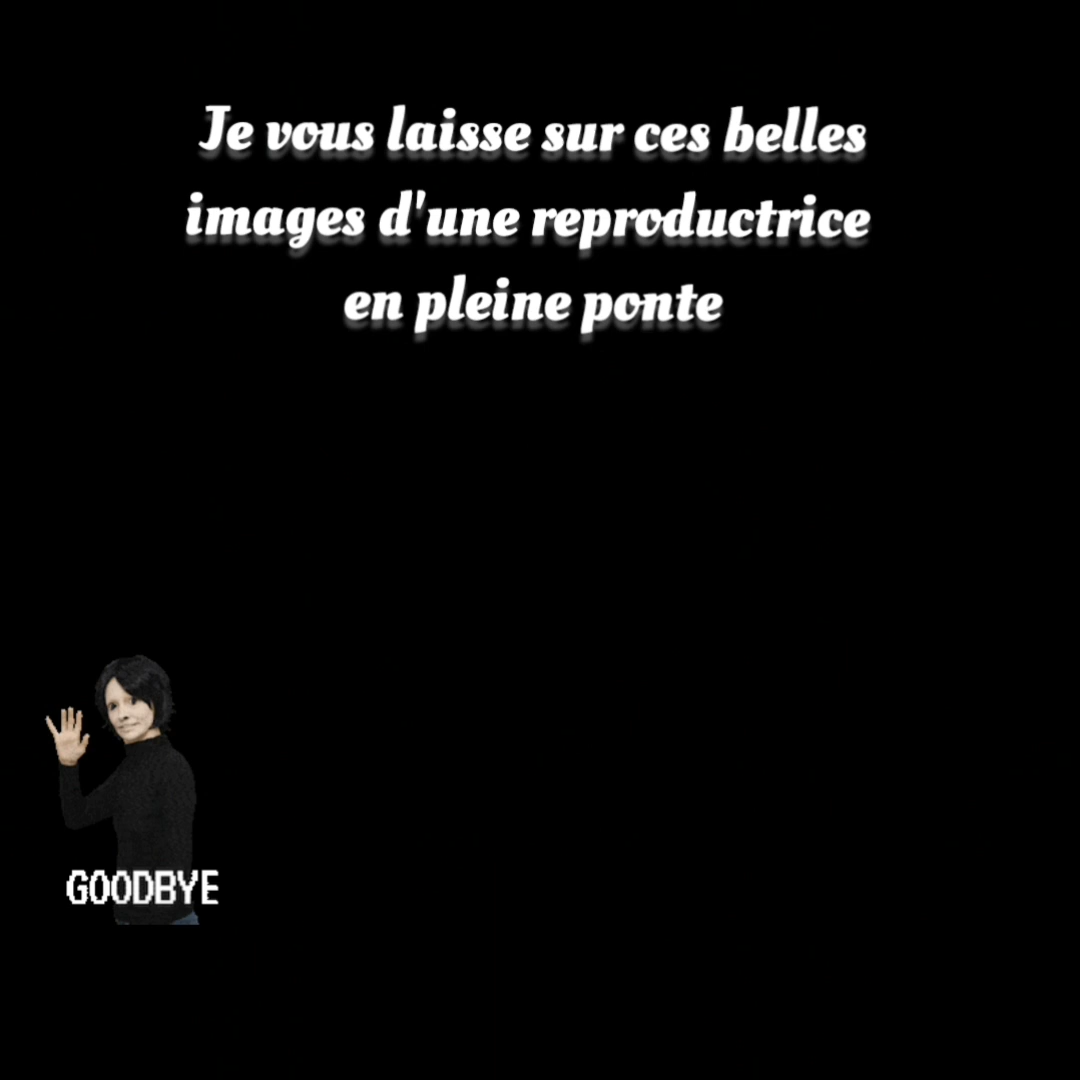 Je vous laisse sur ces belles
images d'une reproductrice
en pleine ponte
GOODBYE